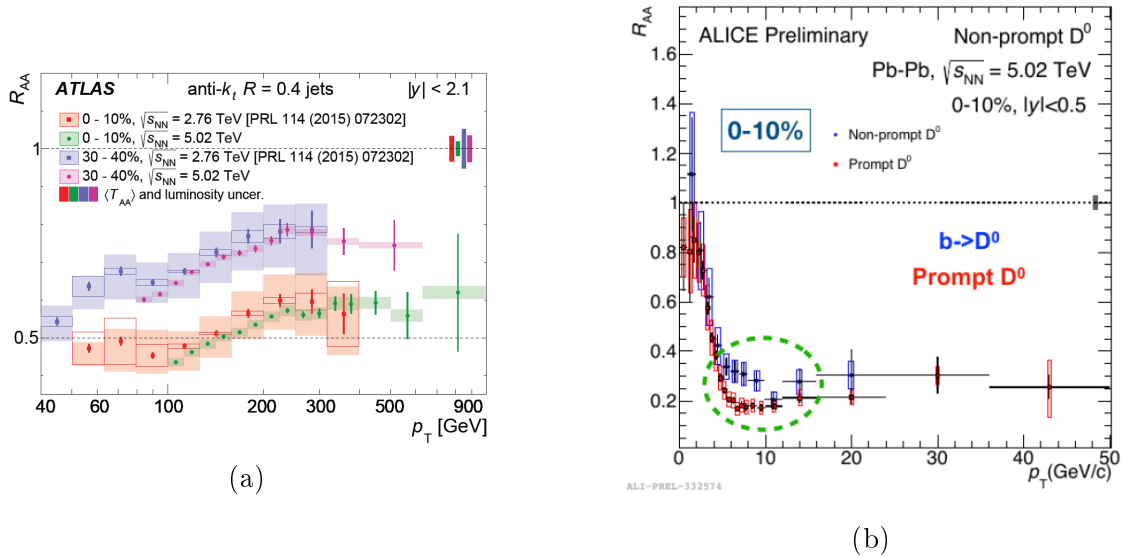 ATLAS anti-k_t R = 0.4 jets |y| < 2.1
0 - 10%, √s_NN = 2.76 TeV [PRL 114 (2015) 072302]
0 - 10%, √s_NN = 5.02 TeV
30 - 40%, √s_NN = 2.76 TeV [PRL 114 (2015) 072302]
30 - 40%, √s_NN = 5.02 TeV
⟨T_AA⟩ and luminosity uncer.
R_AA
1
0.5
40 60 100 200 300 500 900
p_T [GeV]
(a)
R_AA
ALICE Preliminary Non-prompt D⁰
Pb-Pb, √s_NN = 5.02 TeV
0-10%, |y|<0.5
0-10%
Non-prompt D⁰
Prompt D⁰
b->D⁰
Prompt D⁰
1.6
1.4
1.2
1
0.8
0.6
0.4
0.2
0 10 20 30 40 50
p_T(GeV/c)
ALI-PREL-332574
(b)